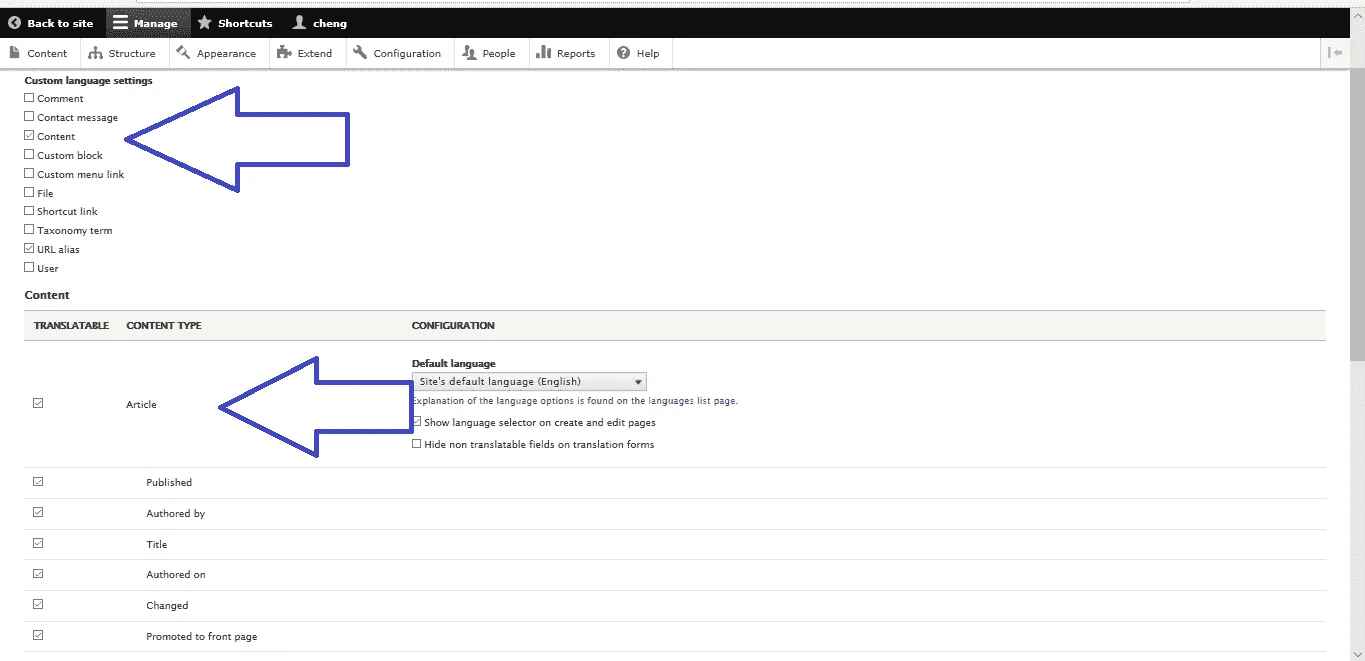 Back to site Manage Shortcuts cheng
Content Structure Appearance Extend Configuration People Reports Help
Custom language settings
Comment
Contact message
Content
Custom block
Custom menu link
File
Shortcut link
Taxonomy term
URL alias
User
Content
TRANSLATABLE CONTENT TYPE CONFIGURATION
Default language
Site's default language (English)
Explanation of the language options is found on the languages list page.
Article
Show language selector on create and edit pages
Hide non translatable fields on translation forms
Published
Authored by
Title
Authored on
Changed
Promoted to front page